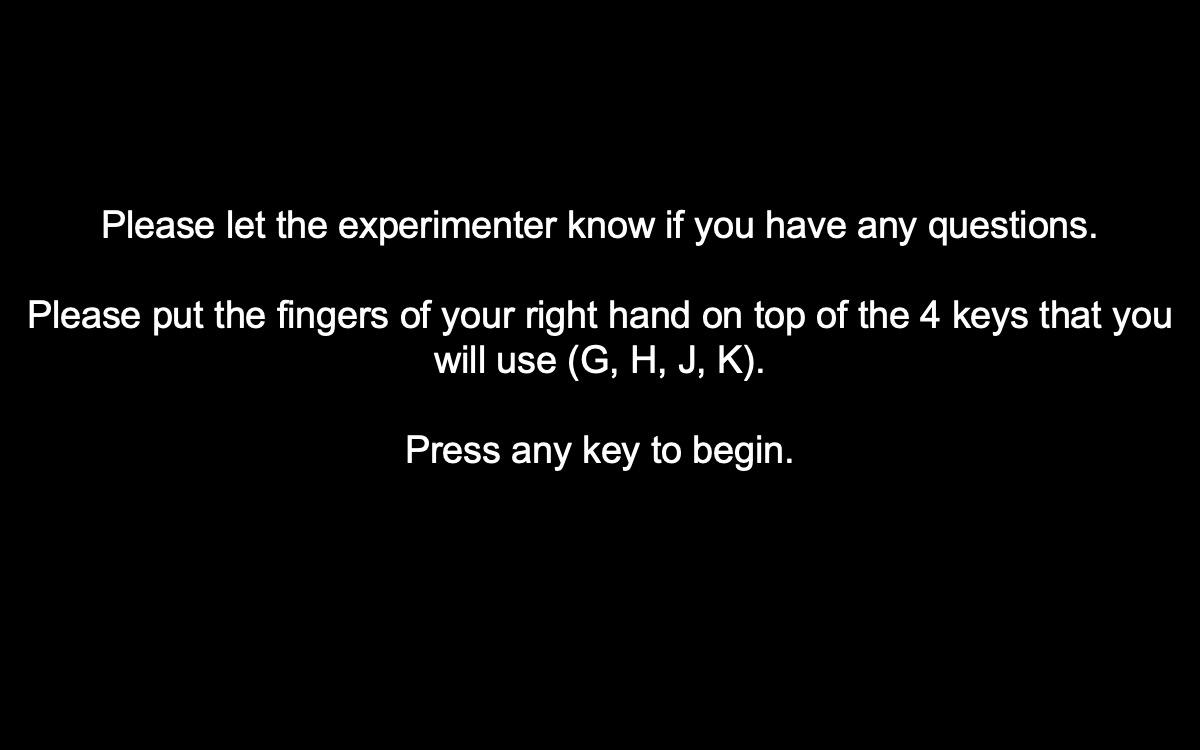 Please let the experimenter know if you have any questions.
Please put the fingers of your right hand on top of the 4 keys that you
will use (G, H, J, K).
Press any key to begin.